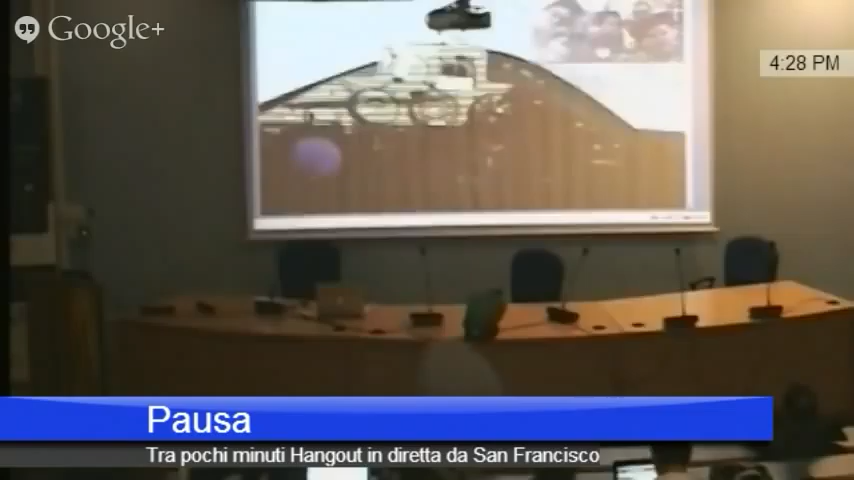 Google+
4:28 PM
Pausa
Tra pochi minuti Hangout in diretta da San Francisco